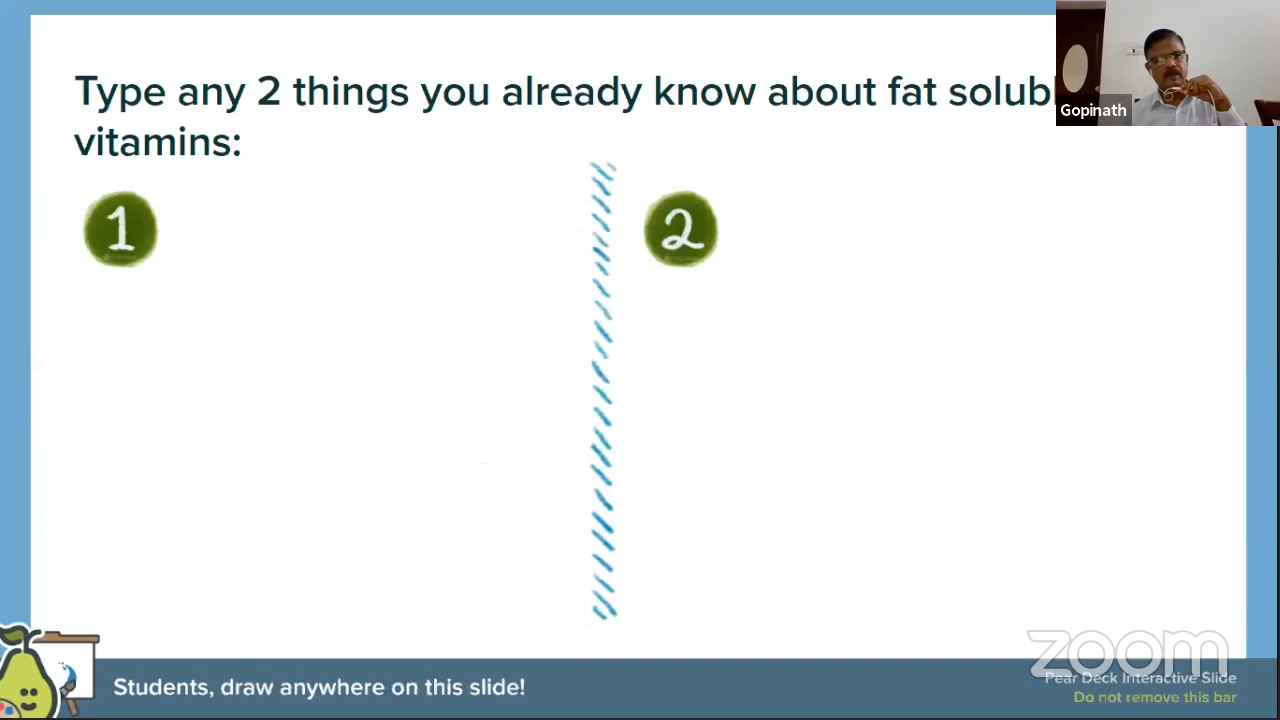 Type any 2 things you already know about fat solub
vitamins:
Gopinath
1
2
zoom
Students, draw anywhere on this slide!
Pear Deck Interactive Slide
Do not remove this bar